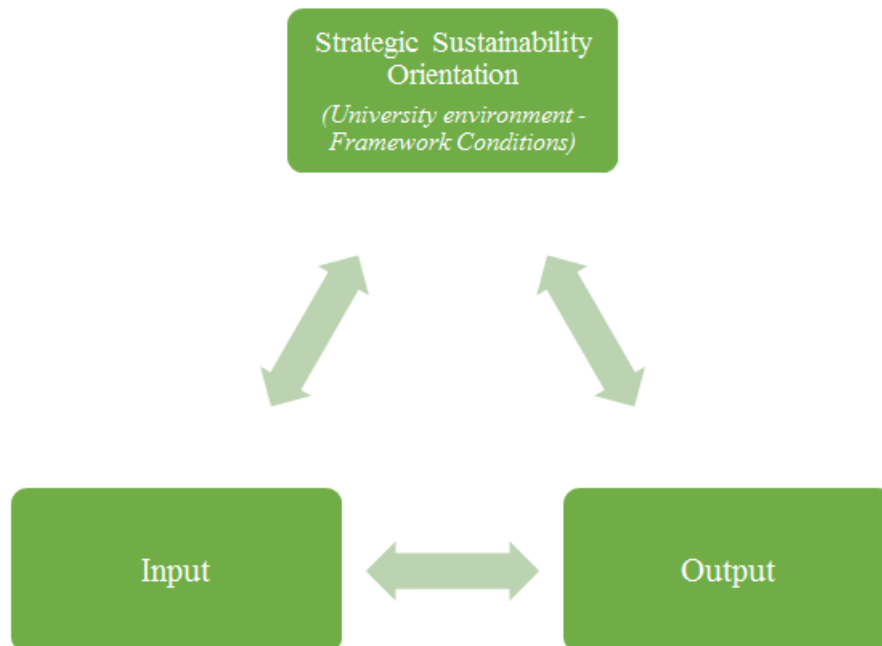 Strategic Sustainability
Orientation
(University environment -
Framework Conditions)
Input
Output